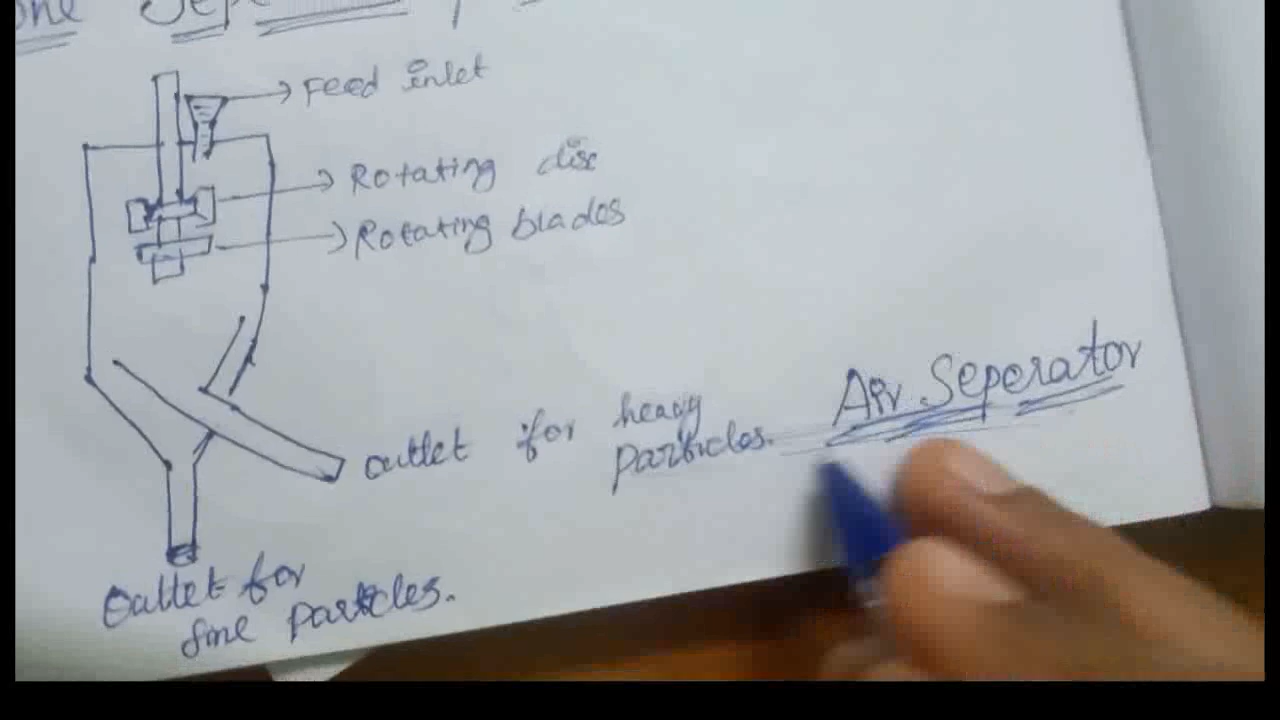 Feed inlet
Rotating disc
Rotating blades
Air Seperator
outlet for heavy
particles.
Outlet for
fine particles.